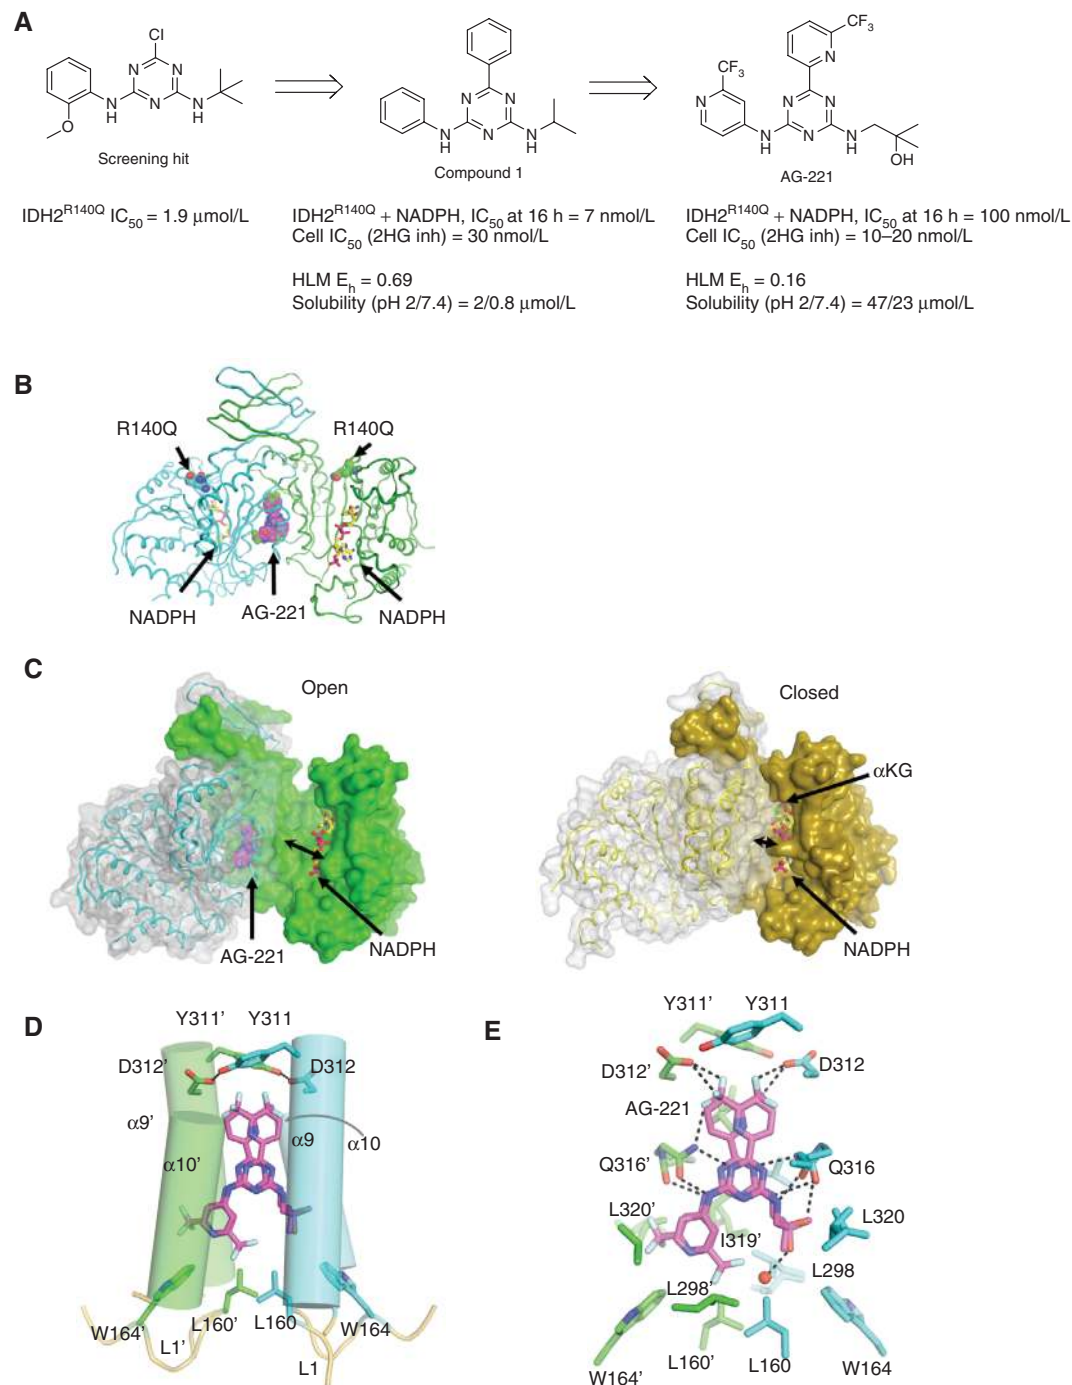 A
Cl
N
N
N
N
H
N
H
O
Screening hit
N
N
N
N
H
N
H
Compound 1
CF3
N
CF3
N
N
N
N
N
H
N
H
OH
AG-221
IDH2R140Q IC50 = 1.9 μmol/L
IDH2R140Q + NADPH, IC50 at 16 h = 7 nmol/L
Cell IC50 (2HG inh) = 30 nmol/L
HLM Eh = 0.69
Solubility (pH 2/7.4) = 2/0.8 μmol/L
IDH2R140Q + NADPH, IC50 at 16 h = 100 nmol/L
Cell IC50 (2HG inh) = 10–20 nmol/L
HLM Eh = 0.16
Solubility (pH 2/7.4) = 47/23 μmol/L
B
R140Q
R140Q
NADPH
AG-221
NADPH
C
Open
AG-221
NADPH
Closed
αKG
NADPH
D
Y311’
Y311
D312’
D312
α9’
α9
α10
α10’
W164’
L1’
L160’
L160
W164
L1
E
Y311’
Y311
D312’
D312
AG-221
Q316’
Q316
L320’
L320
I319’
L298
L298’
W164’
L160’
L160
W164